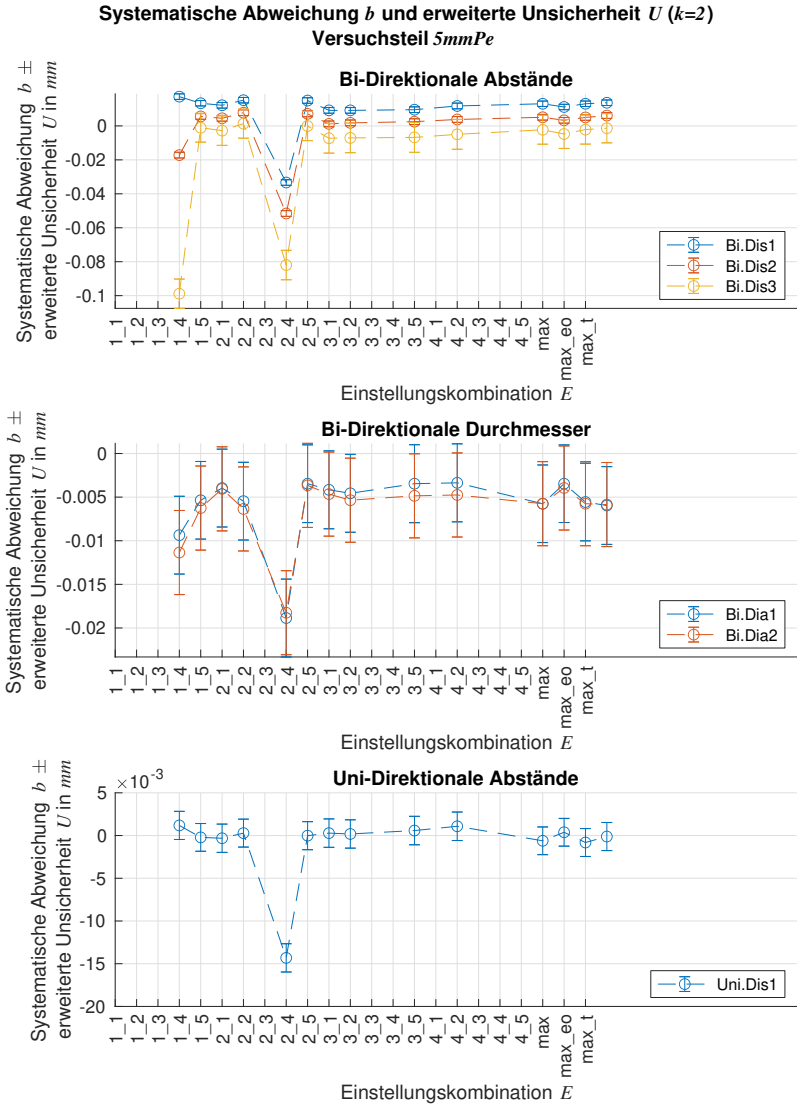 Systematische Abweichung b und erweiterte Unsicherheit U (k=2)
Versuchsteil 5mmPe
Bi-Direktionale Abstände
Systematische Abweichung b ±
erweiterte Unsicherheit U in mm
0
-0.02
-0.04
-0.06
-0.08
-0.1
Bi.Dis1
Bi.Dis2
Bi.Dis3
1_1
1_2
1_3
1_4
1_5
2_1
2_2
2_3
2_4
2_5
3_1
3_2
3_3
3_4
3_5
4_1
4_2
4_3
4_4
4_5
max
max_eo
max_t
Einstellungskombination E
Bi-Direktionale Durchmesser
Systematische Abweichung b ±
erweiterte Unsicherheit U in mm
0
-0.005
-0.01
-0.015
-0.02
Bi.Dia1
Bi.Dia2
1_1
1_2
1_3
1_4
1_5
2_1
2_2
2_3
2_4
2_5
3_1
3_2
3_3
3_4
3_5
4_1
4_2
4_3
4_4
4_5
max
max_eo
max_t
Einstellungskombination E
Uni-Direktionale Abstände
Systematische Abweichung b ±
erweiterte Unsicherheit U in mm
×10⁻³
5
0
-5
-10
-15
-20
Uni.Dis1
1_1
1_2
1_3
1_4
1_5
2_1
2_2
2_3
2_4
2_5
3_1
3_2
3_3
3_4
3_5
4_1
4_2
4_3
4_4
4_5
max
max_eo
max_t
Einstellungskombination E